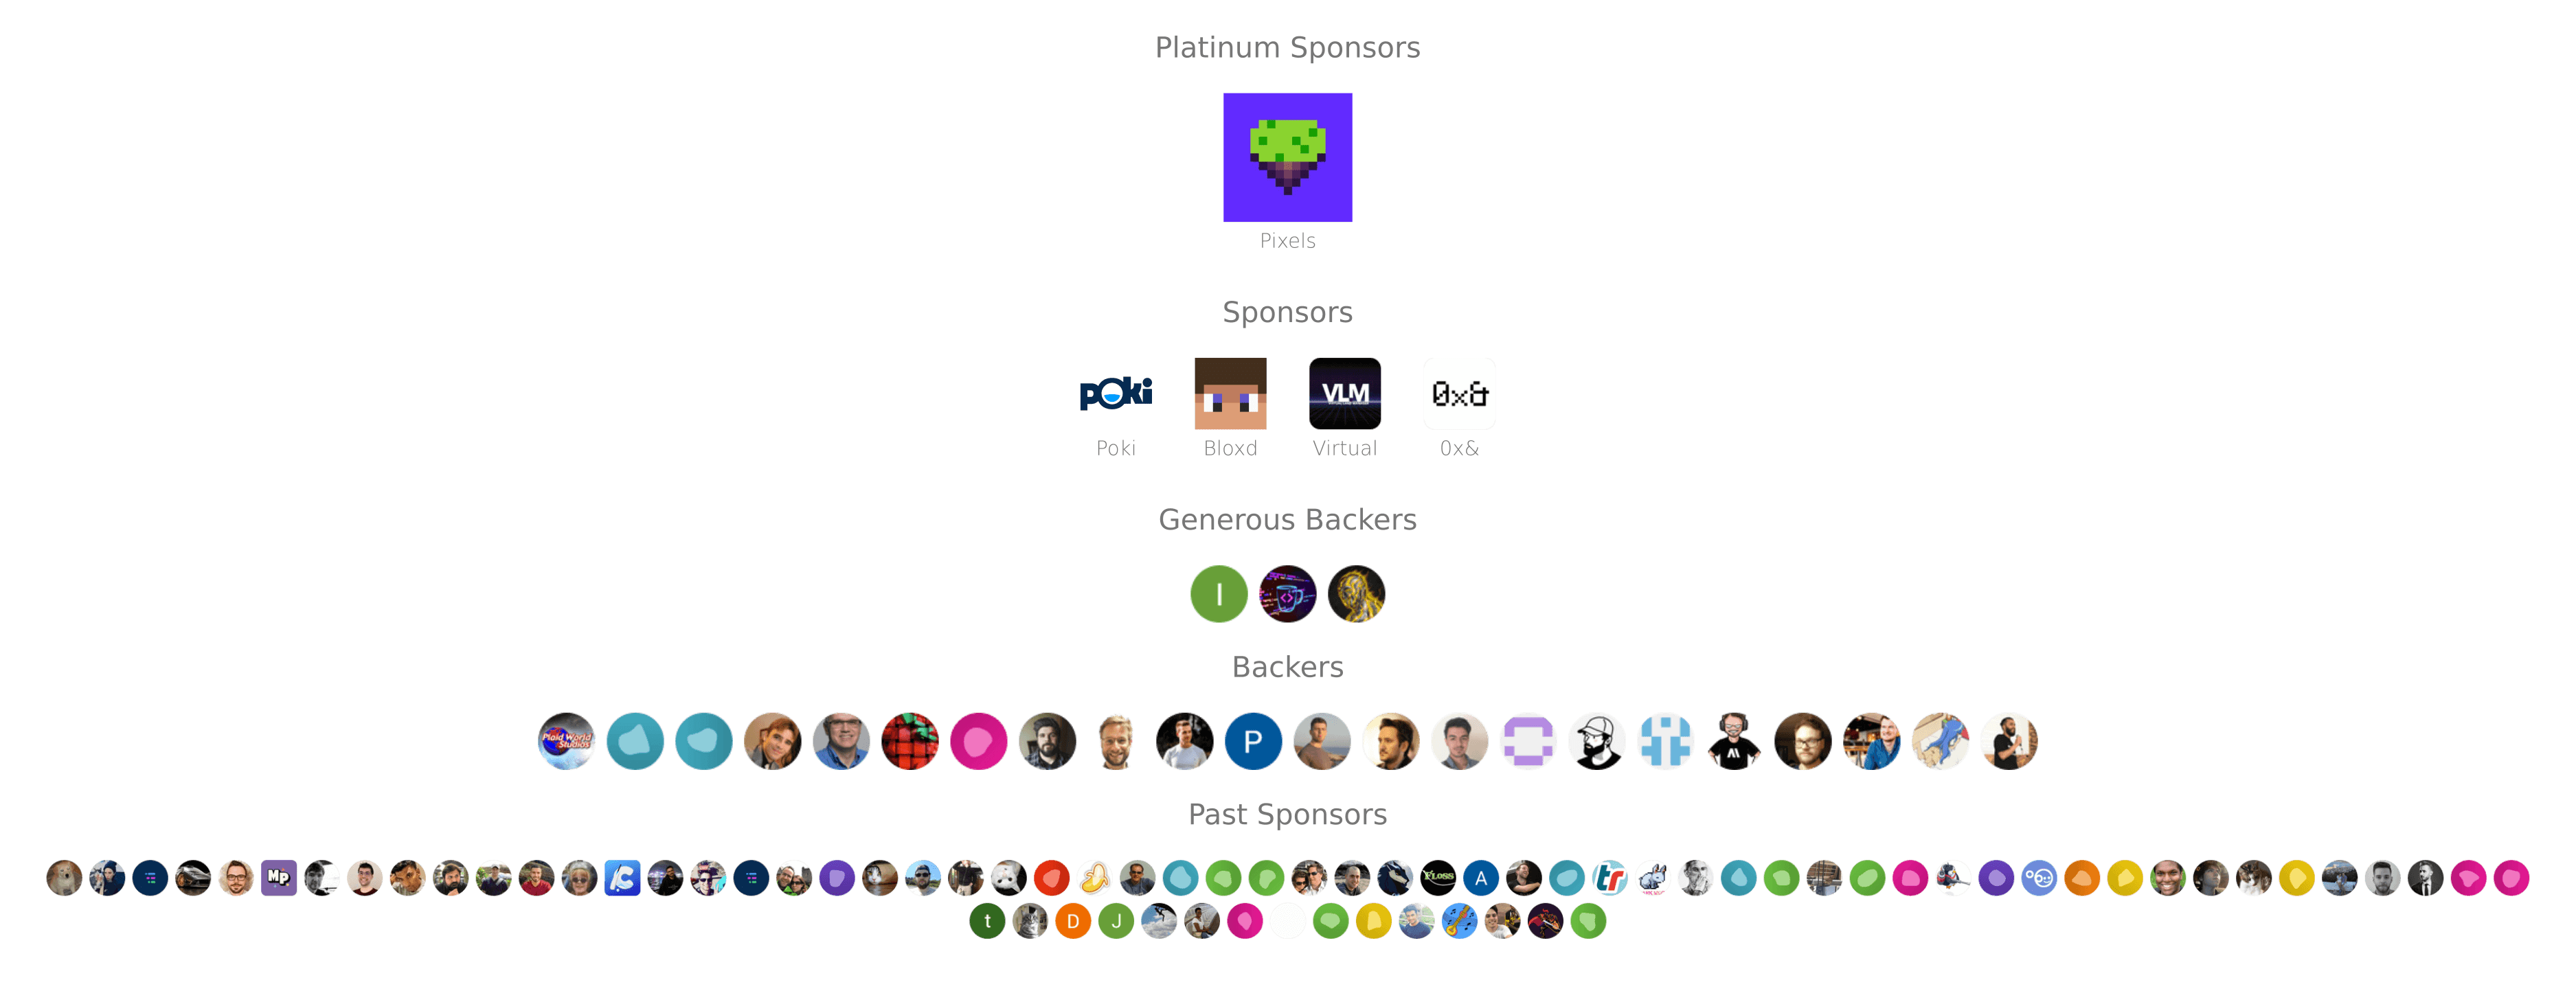 Platinum Sponsors
Pixels
Sponsors
poki
VLM
0x&
Poki Bloxd Virtual 0x&
Generous Backers
I
Backers
Plaid World Studios
P
Past Sponsors
MP
C
FLOSS
A
tr
t
D
J